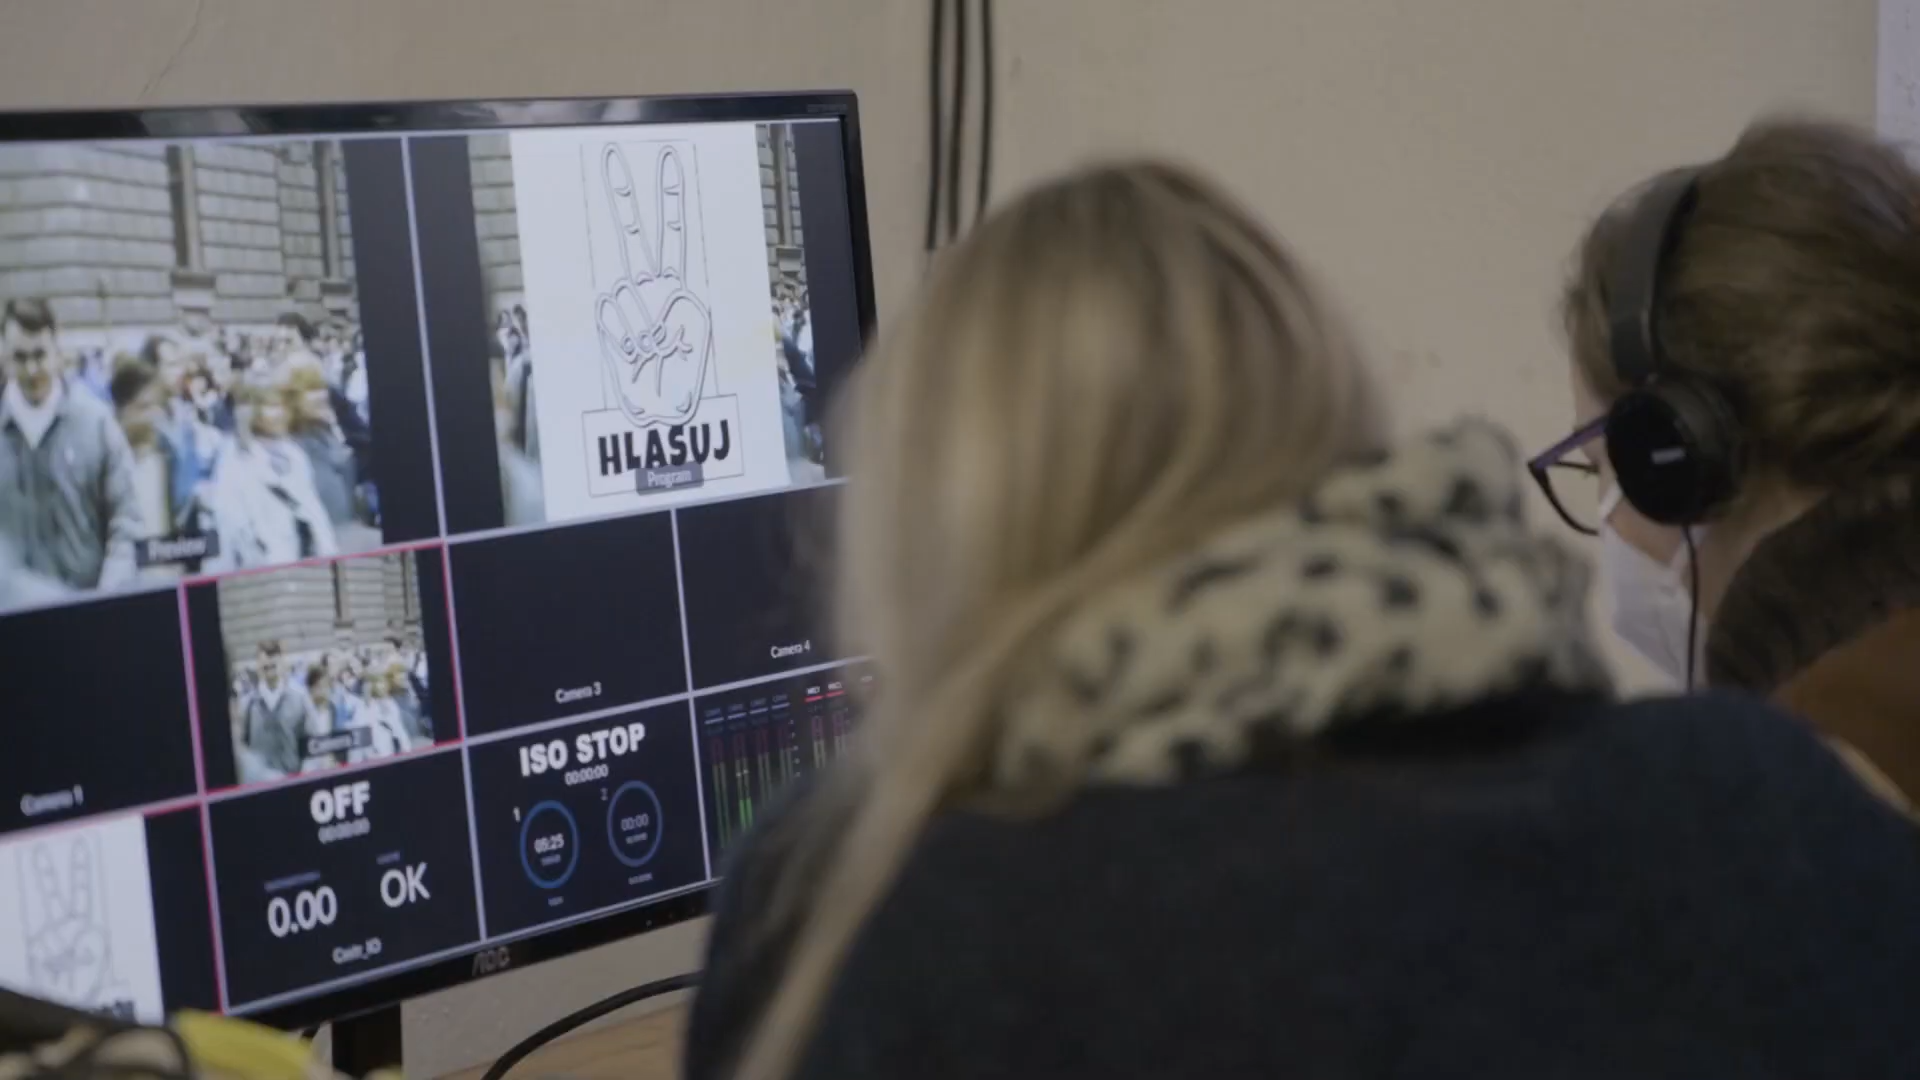 HLASUJ
Program
Preview
Camera 2
Camera 3
Camera 4
Camera 1
OFF
00:00:00
0.00
OK
ISO STOP
00:00:00
1
05:25
2
00:00
AOC